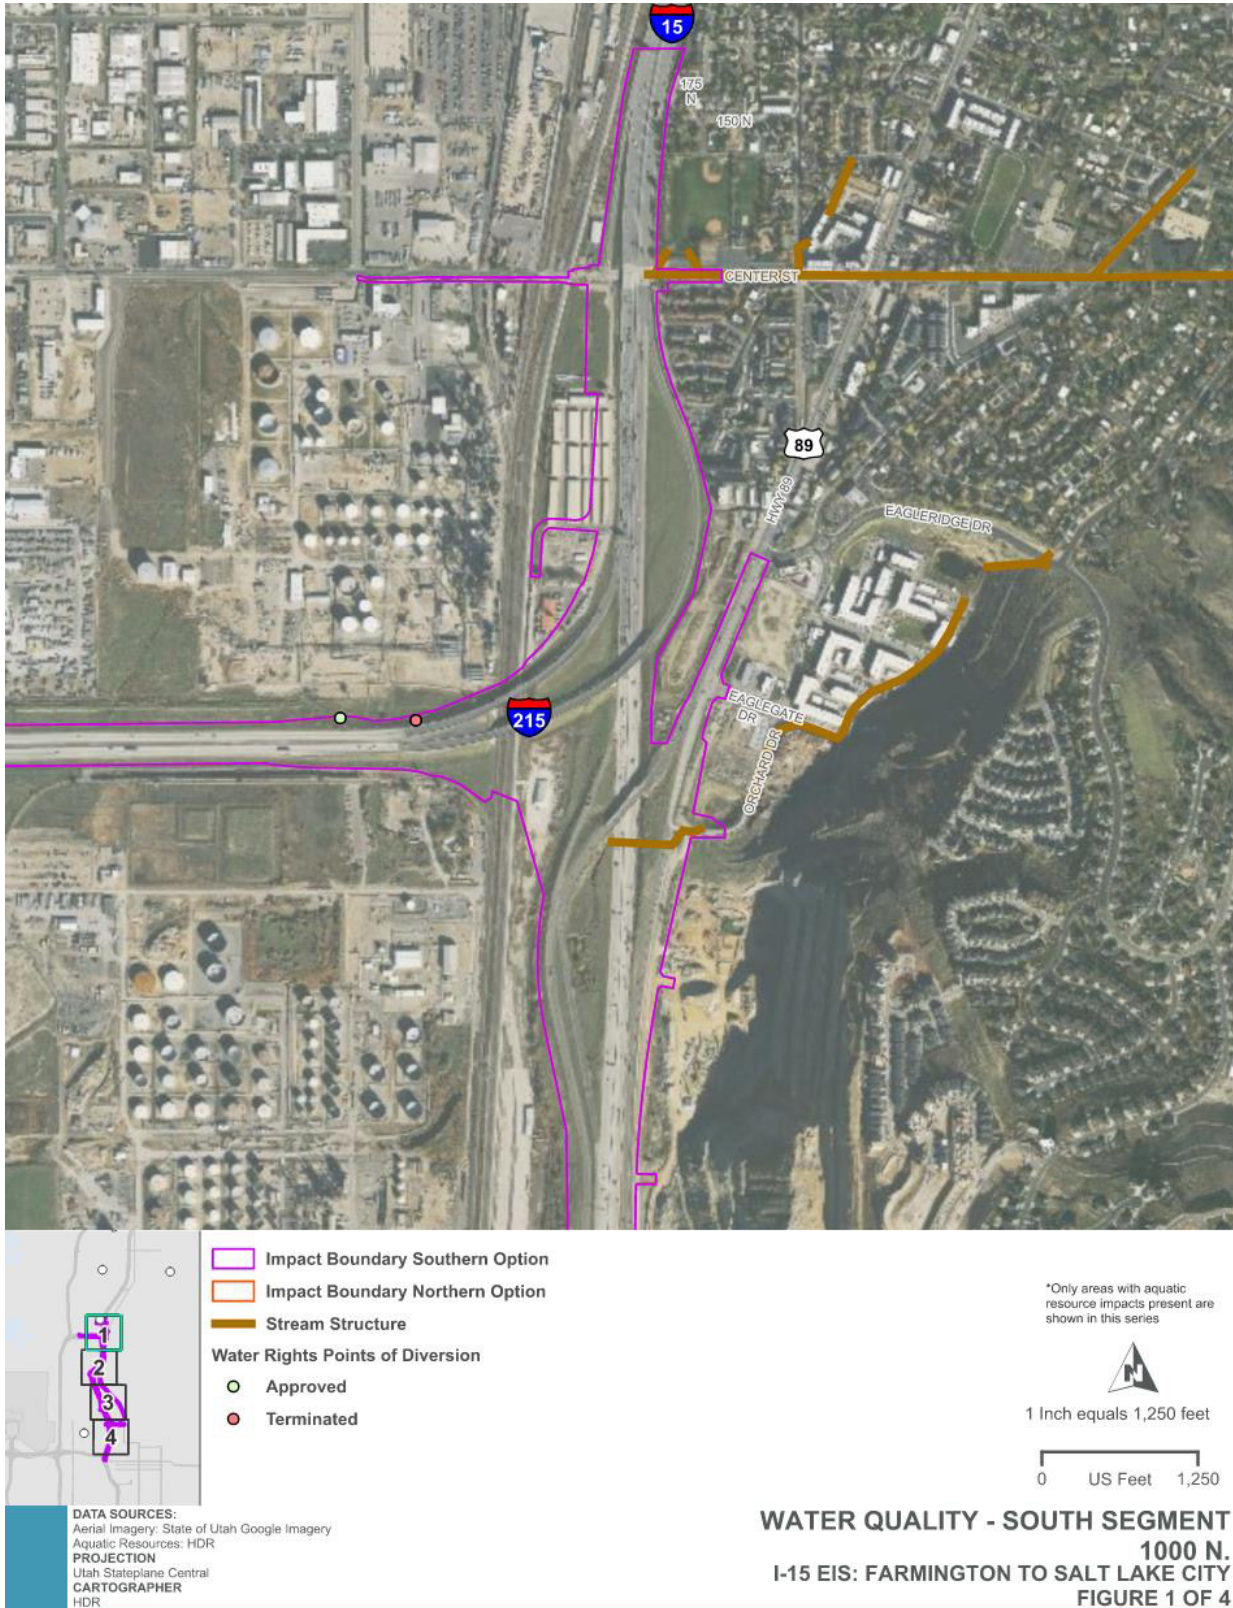 15
175
N
150 N
CENTER ST
89
HWY 89
EAGLERIDGE DR
EAGLEGATE
DR
215
ORCHARD DR
Impact Boundary Southern Option
Impact Boundary Northern Option
Stream Structure
Water Rights Points of Diversion
Approved
Terminated
1
2
3
4
*Only areas with aquatic
resource impacts present are
shown in this series
N
1 Inch equals 1,250 feet
0 US Feet 1,250
DATA SOURCES:
Aerial Imagery: State of Utah Google Imagery
Aquatic Resources: HDR
PROJECTION
Utah Stateplane Central
CARTOGRAPHER
HDR
WATER QUALITY - SOUTH SEGMENT
1000 N.
I-15 EIS: FARMINGTON TO SALT LAKE CITY
FIGURE 1 OF 4